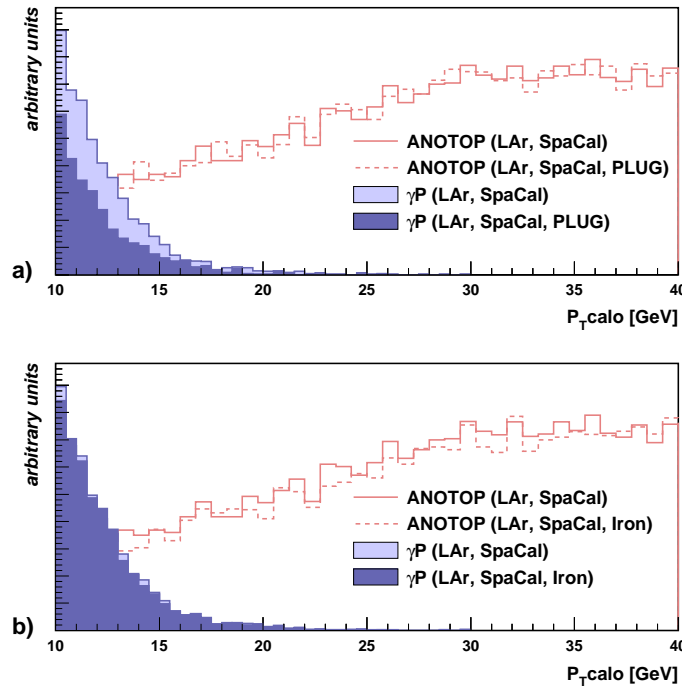 arbitrary units
ANOTOP (LAr, SpaCal)
ANOTOP (LAr, SpaCal, PLUG)
γP (LAr, SpaCal)
γP (LAr, SpaCal, PLUG)
a)
10 15 20 25 30 35 40
PTcalo [GeV]
arbitrary units
ANOTOP (LAr, SpaCal)
ANOTOP (LAr, SpaCal, Iron)
γP (LAr, SpaCal)
γP (LAr, SpaCal, Iron)
b)
10 15 20 25 30 35 40
PTcalo [GeV]